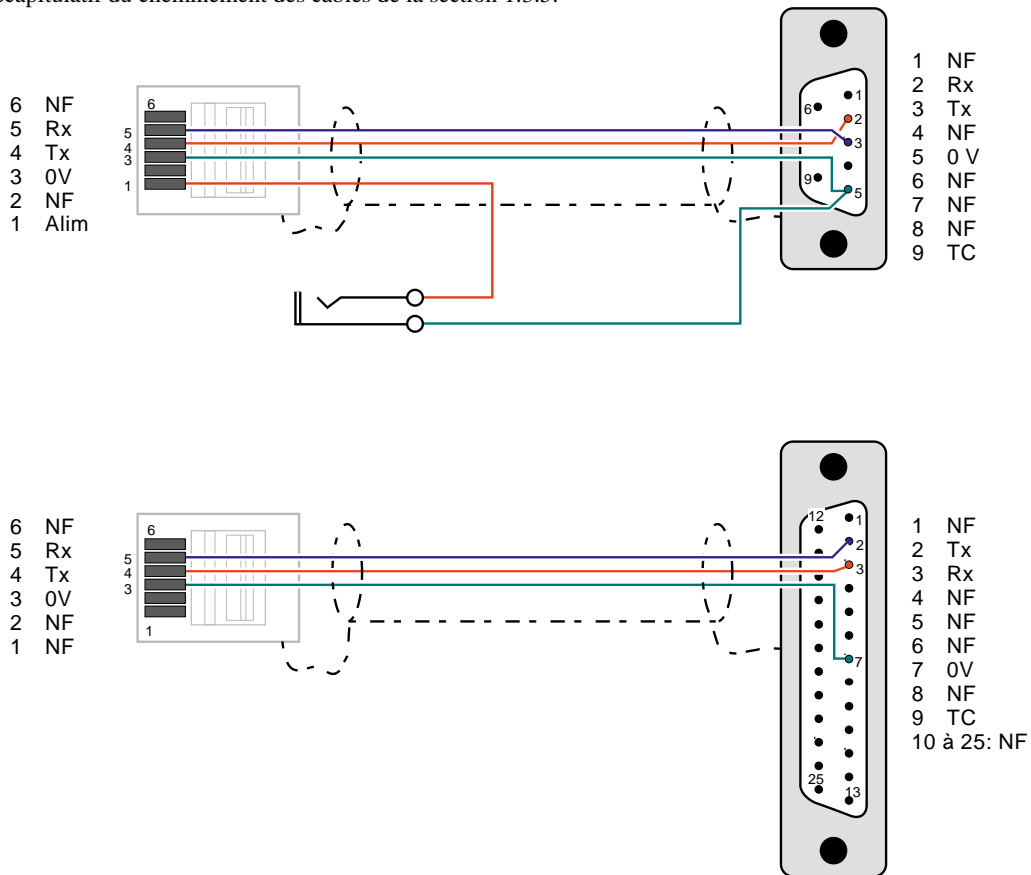 écapitulatif du cheminement des câbles de la section 1.3.3.
6 NF
5 Rx
4 Tx
3 0V
2 NF
1 Alim
6
5
4
3
1
6
9
1
2
3
5
1 NF
2 Rx
3 Tx
4 NF
5 0 V
6 NF
7 NF
8 NF
9 TC
6 NF
5 Rx
4 Tx
3 0V
2 NF
1 NF
6
5
4
3
1
12
25
1
2
3
7
13
1 NF
2 Tx
3 Rx
4 NF
5 NF
6 NF
7 0V
8 NF
9 TC
10 à 25: NF